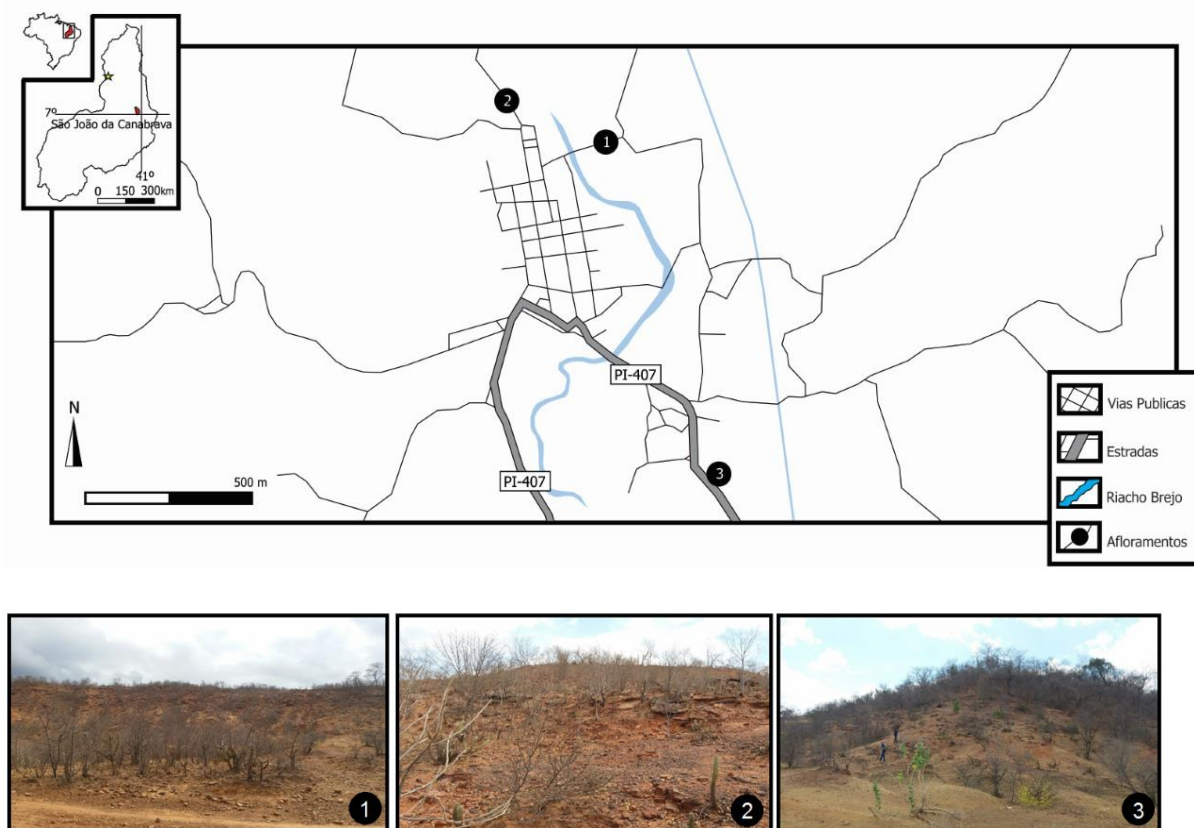 7º
São João da Canabrava
41º
0 150 300km
2
1
PI-407
N
PI-407
3
500 m
Vias Publicas
Estradas
Riacho Brejo
Afloramentos
1
2
3